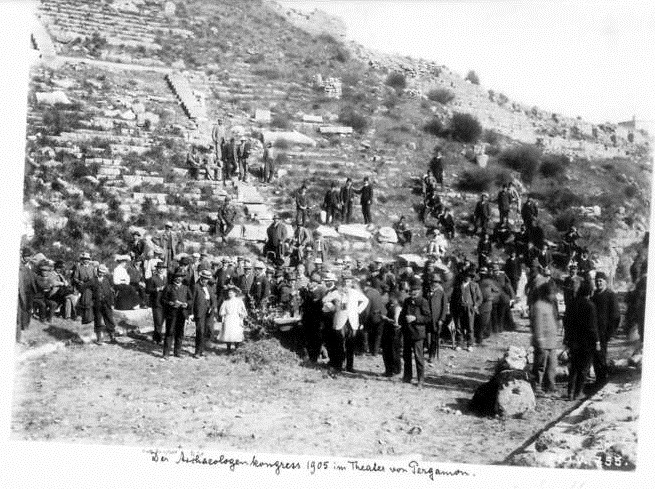 Der Archaeologenkongress 1905 im Theater von Pergamon.